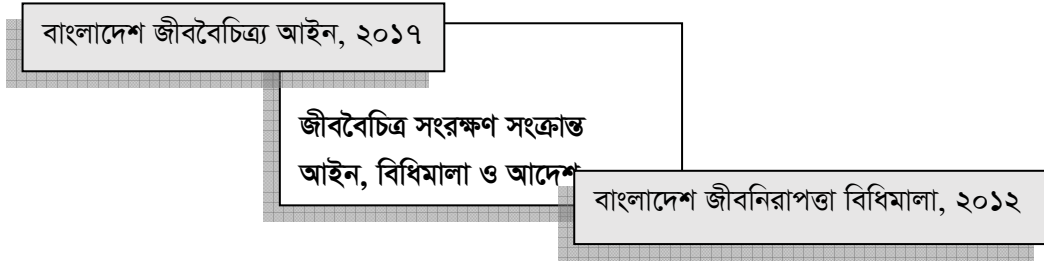 বাংলাদেশ জীববৈচিত্র্য আইন, ২০১৭
জীববৈচিত্র সংরক্ষণ সংক্রান্ত
আইন, বিধিমালা ও আদেশ
বাংলাদেশ জীবনিরাপত্তা বিধিমালা, ২০১২